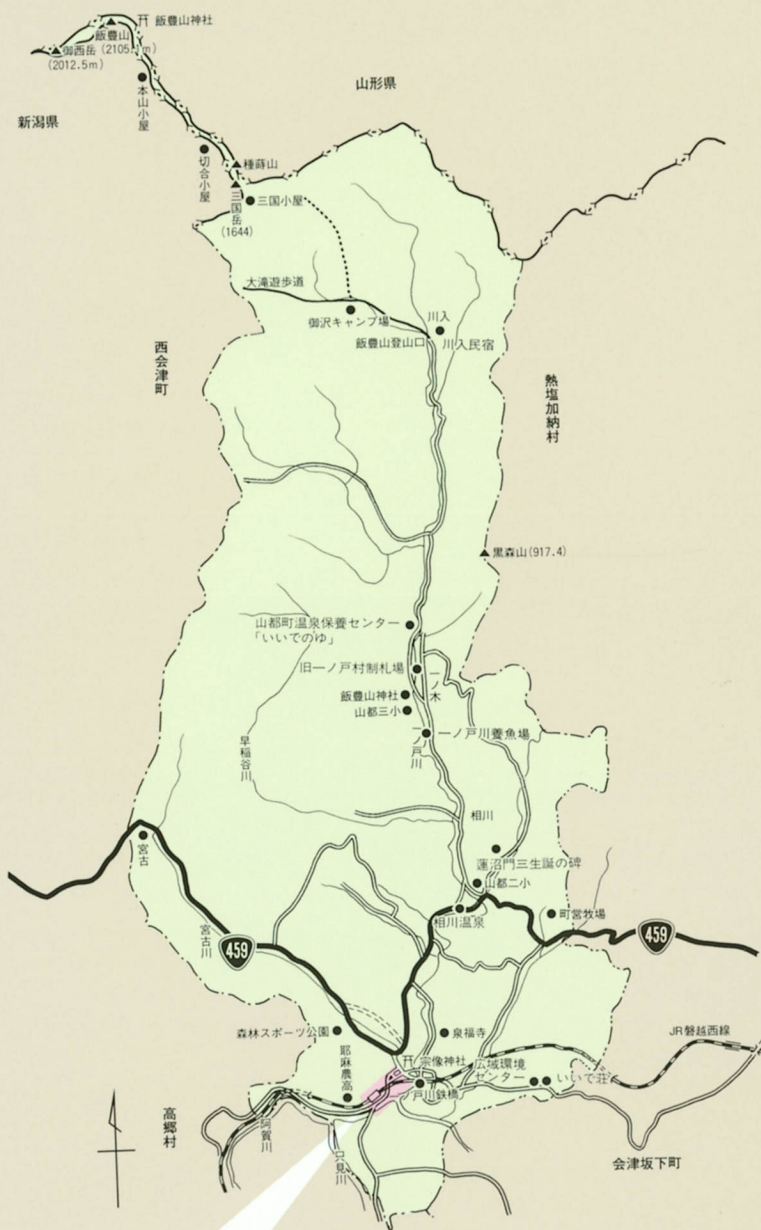 飯豊山神社
飯豊山
(2105.1m)
御西岳
(2012.5m)
本山小屋
山形県
新潟県
切合小屋
種蒔山
三国岳
(1644)
三国小屋
大滝遊歩道
御沢キャンプ場
川入
飯豊山登山口
川入民宿
西会津町
熱塩加納村
黒森山(917.4)
山都町温泉保養センター
「いいでのゆ」
旧一ノ戸村制札場
一ノ木
飯豊山神社
山都三小
一ノ戸川
一ノ戸川養魚場
早稲谷川
相川
宮古
蓮沼門三生誕の碑
山都二小
相川温泉
町営牧場
宮古川
459
459
森林スポーツ公園
泉福寺
JR磐越西線
耶麻農高
宗像神社
広域環境
センター
いいで荘
戸川鉄橋
高郷村
阿賀川
只見川
会津坂下町